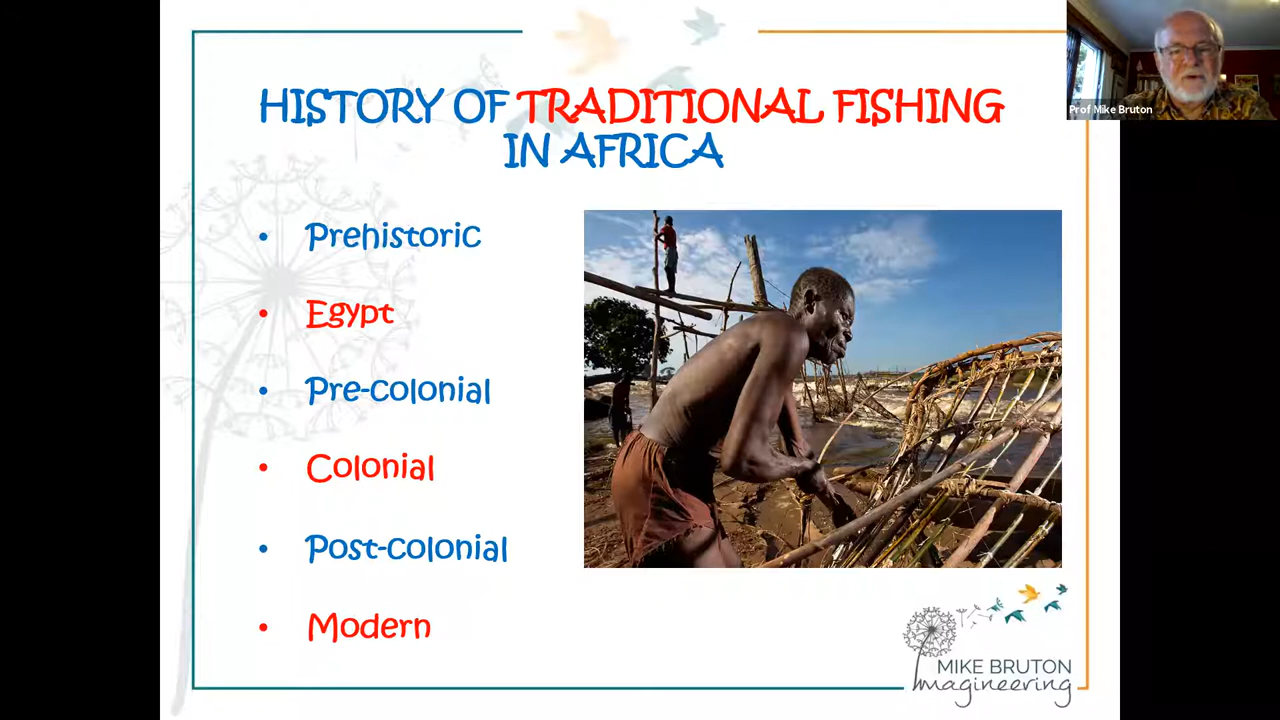 Prof Mike Bruton
HISTORY OF TRADITIONAL FISHING
IN AFRICA
• Prehistoric
• Egypt
• Pre-colonial
• Colonial
• Post-colonial
• Modern
MIKE BRUTON
Imagineering